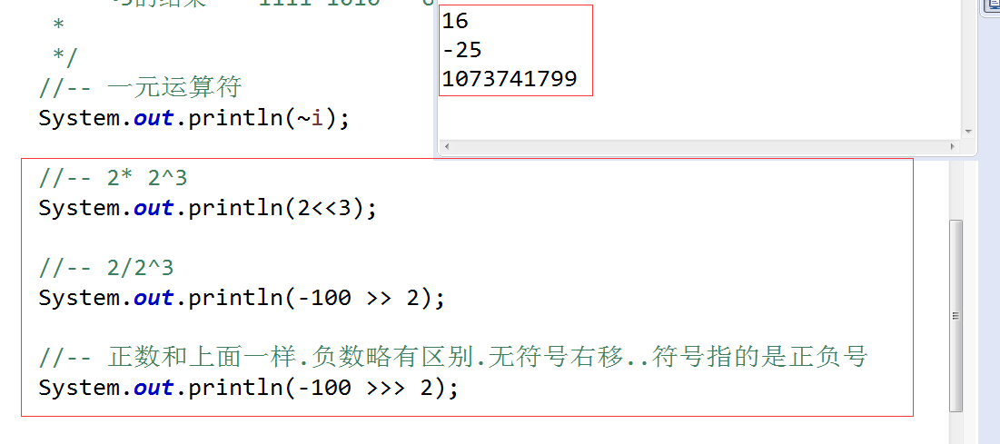 ~5的结果 1111 1010
*
*/
//-- 一元运算符
System.out.println(~i);
16
-25
1073741799
//-- 2* 2^3
System.out.println(2<<3);
//-- 2/2^3
System.out.println(-100 >> 2);
//-- 正数和上面一样.负数略有区别.无符号右移..符号指的是正负号
System.out.println(-100 >>> 2);